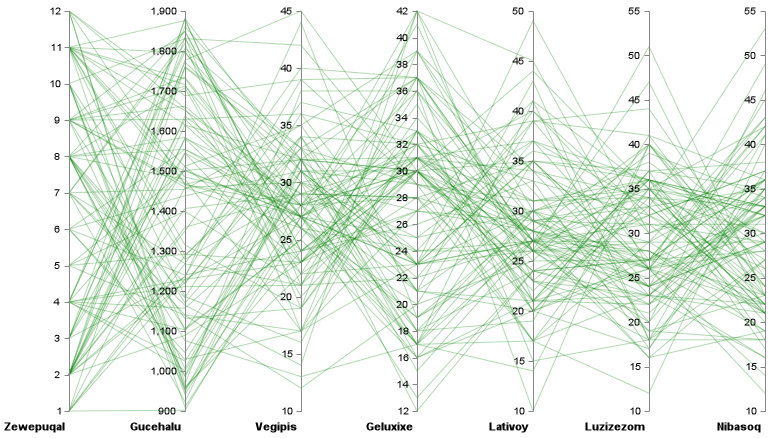 12 1,900 45 42 50 55 55
11 1,800 40 40 45 50 50
10 1,700 35 38 40 45 45
9 1,600 30 36 35 40 40
8 1,500 25 34 30 35 35
7 1,400 20 32 25 30 30
6 1,300 15 30 20 25 25
5 1,200 10 28 15 20 20
4 1,100 26 10 15 15
3 1,000 24 10 10
2 900 22
1 20
18
16
14
12
Zewepuqal Gucehalu Vegipis Geluxixe Lativoy Luzizezom Nibasoq